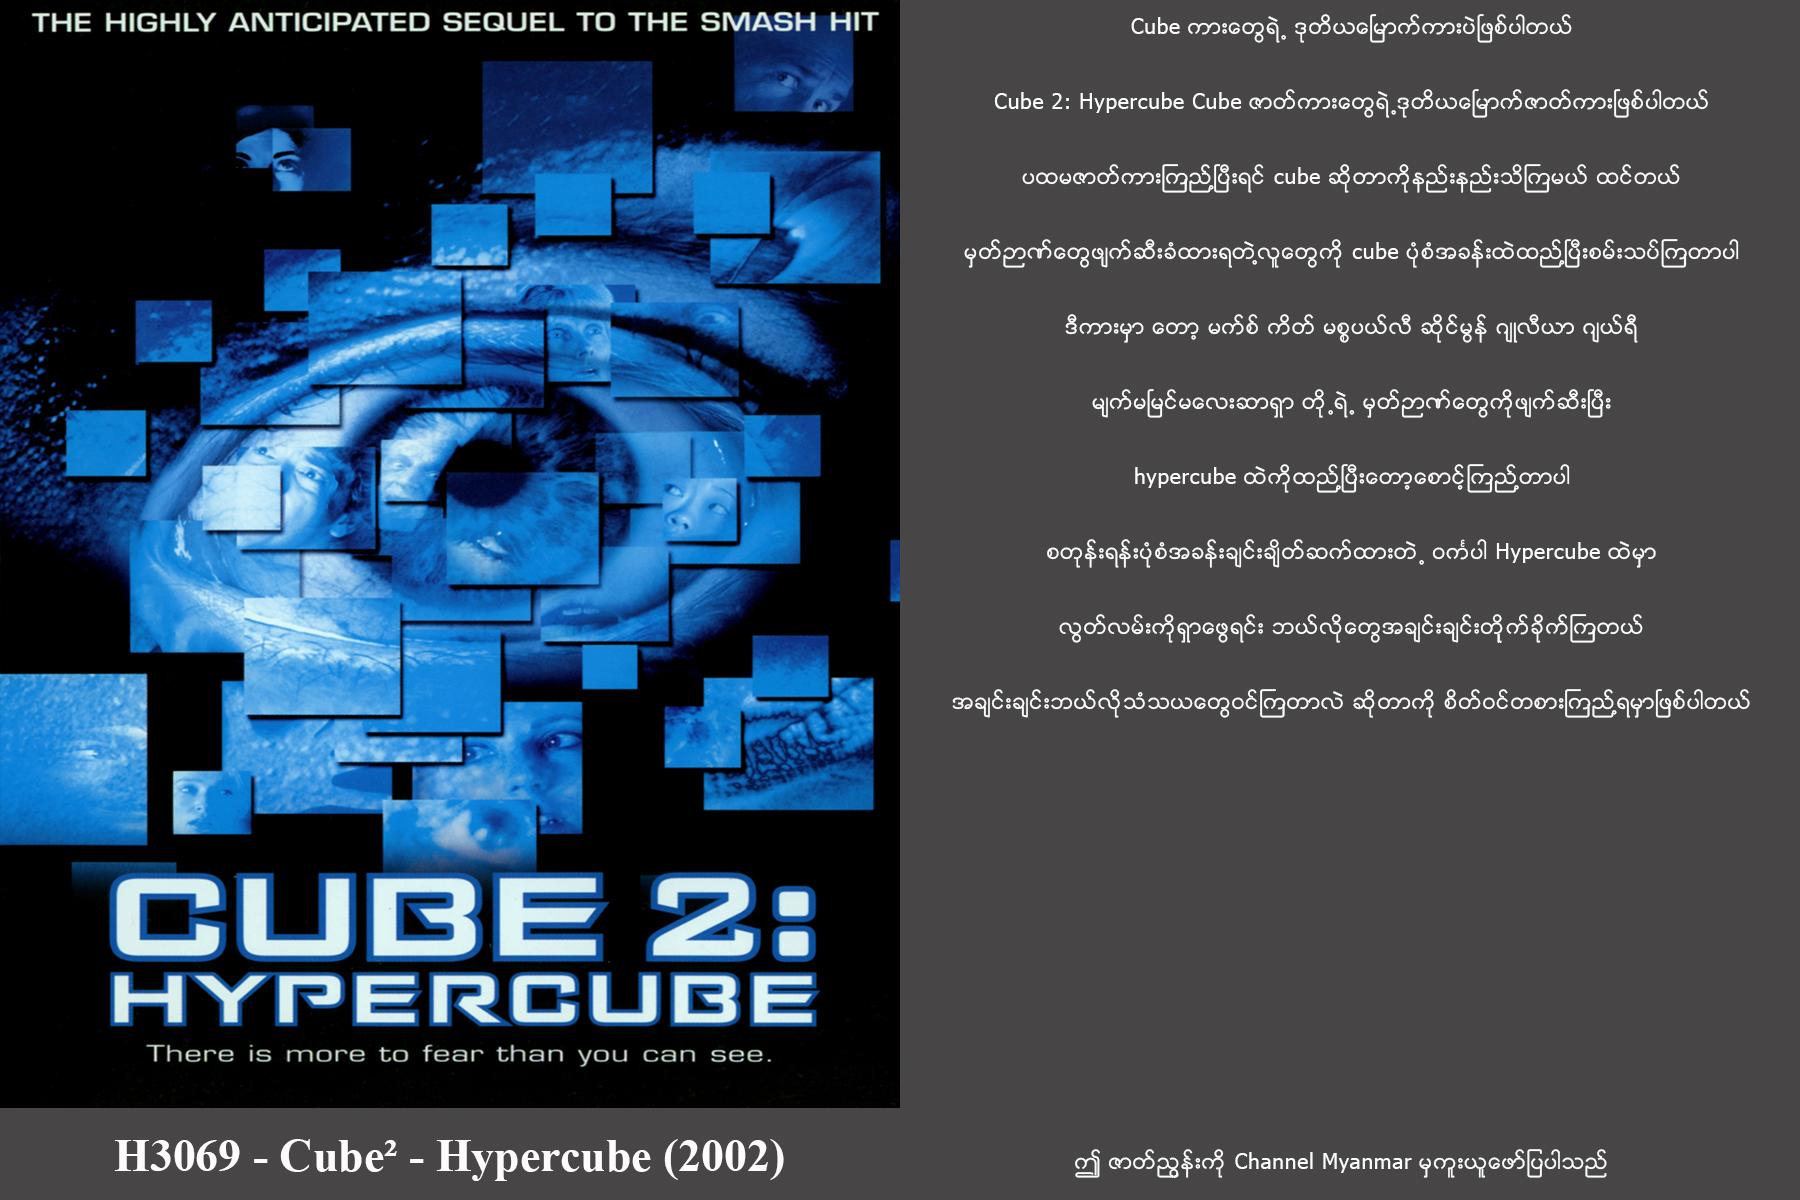 THE HIGHLY ANTICIPATED SEQUEL TO THE SMASH HIT
CUBE 2:
HYPERCUBE
There is more to fear than you can see.
H3069 - Cube² - Hypercube (2002)
Cube ကားတွေရဲ့ ဒုတိယမြောက်ကားပဲဖြစ်ပါတယ်
Cube 2: Hypercube Cube ဇာတ်ကားတွေရဲ့ဒုတိယမြောက်ဇာတ်ကားဖြစ်ပါတယ်
ပထမဇာတ်ကားကြည့်ပြီးရင် cube ဆိုတာကိုနည်းနည်းသိကြမယ် ထင်တယ်
မှတ်ဉာဏ်တွေဖျက်ဆီးခံထားရတဲ့လူတွေကို cube ပုံစံအခန်းထဲထည့်ပြီးစမ်းသပ်ကြတာပါ
ဒီကားမှာ တော့ မက်စ် ကိတ် မစ္စပယ်လီ ဆိုင်မွန် ဂျူလီယာ ဂျယ်ရီ
မျက်မမြင်မလေးဆာရှာ တို့ရဲ့ မှတ်ဉာဏ်တွေကိုဖျက်ဆီးပြီး
hypercube ထဲကိုထည့်ပြီးတော့စောင့်ကြည့်တာပါ
စတုန်းရန်းပုံစံအခန်းချင်းချိတ်ဆက်ထားတဲ့ ဝင်္ကပါ Hypercube ထဲမှာ
လွတ်လမ်းကိုရှာဖွေရင်း ဘယ်လိုတွေအချင်းချင်းတိုက်ခိုက်ကြတယ်
အချင်းချင်းဘယ်လိုသံသယတွေဝင်ကြတာလဲ ဆိုတာကို စိတ်ဝင်တစားကြည့်ရမှာဖြစ်ပါတယ်
ဤ ဇာတ်ညွှန်းကို Channel Myanmar မှကူးယူဖော်ပြပါသည်